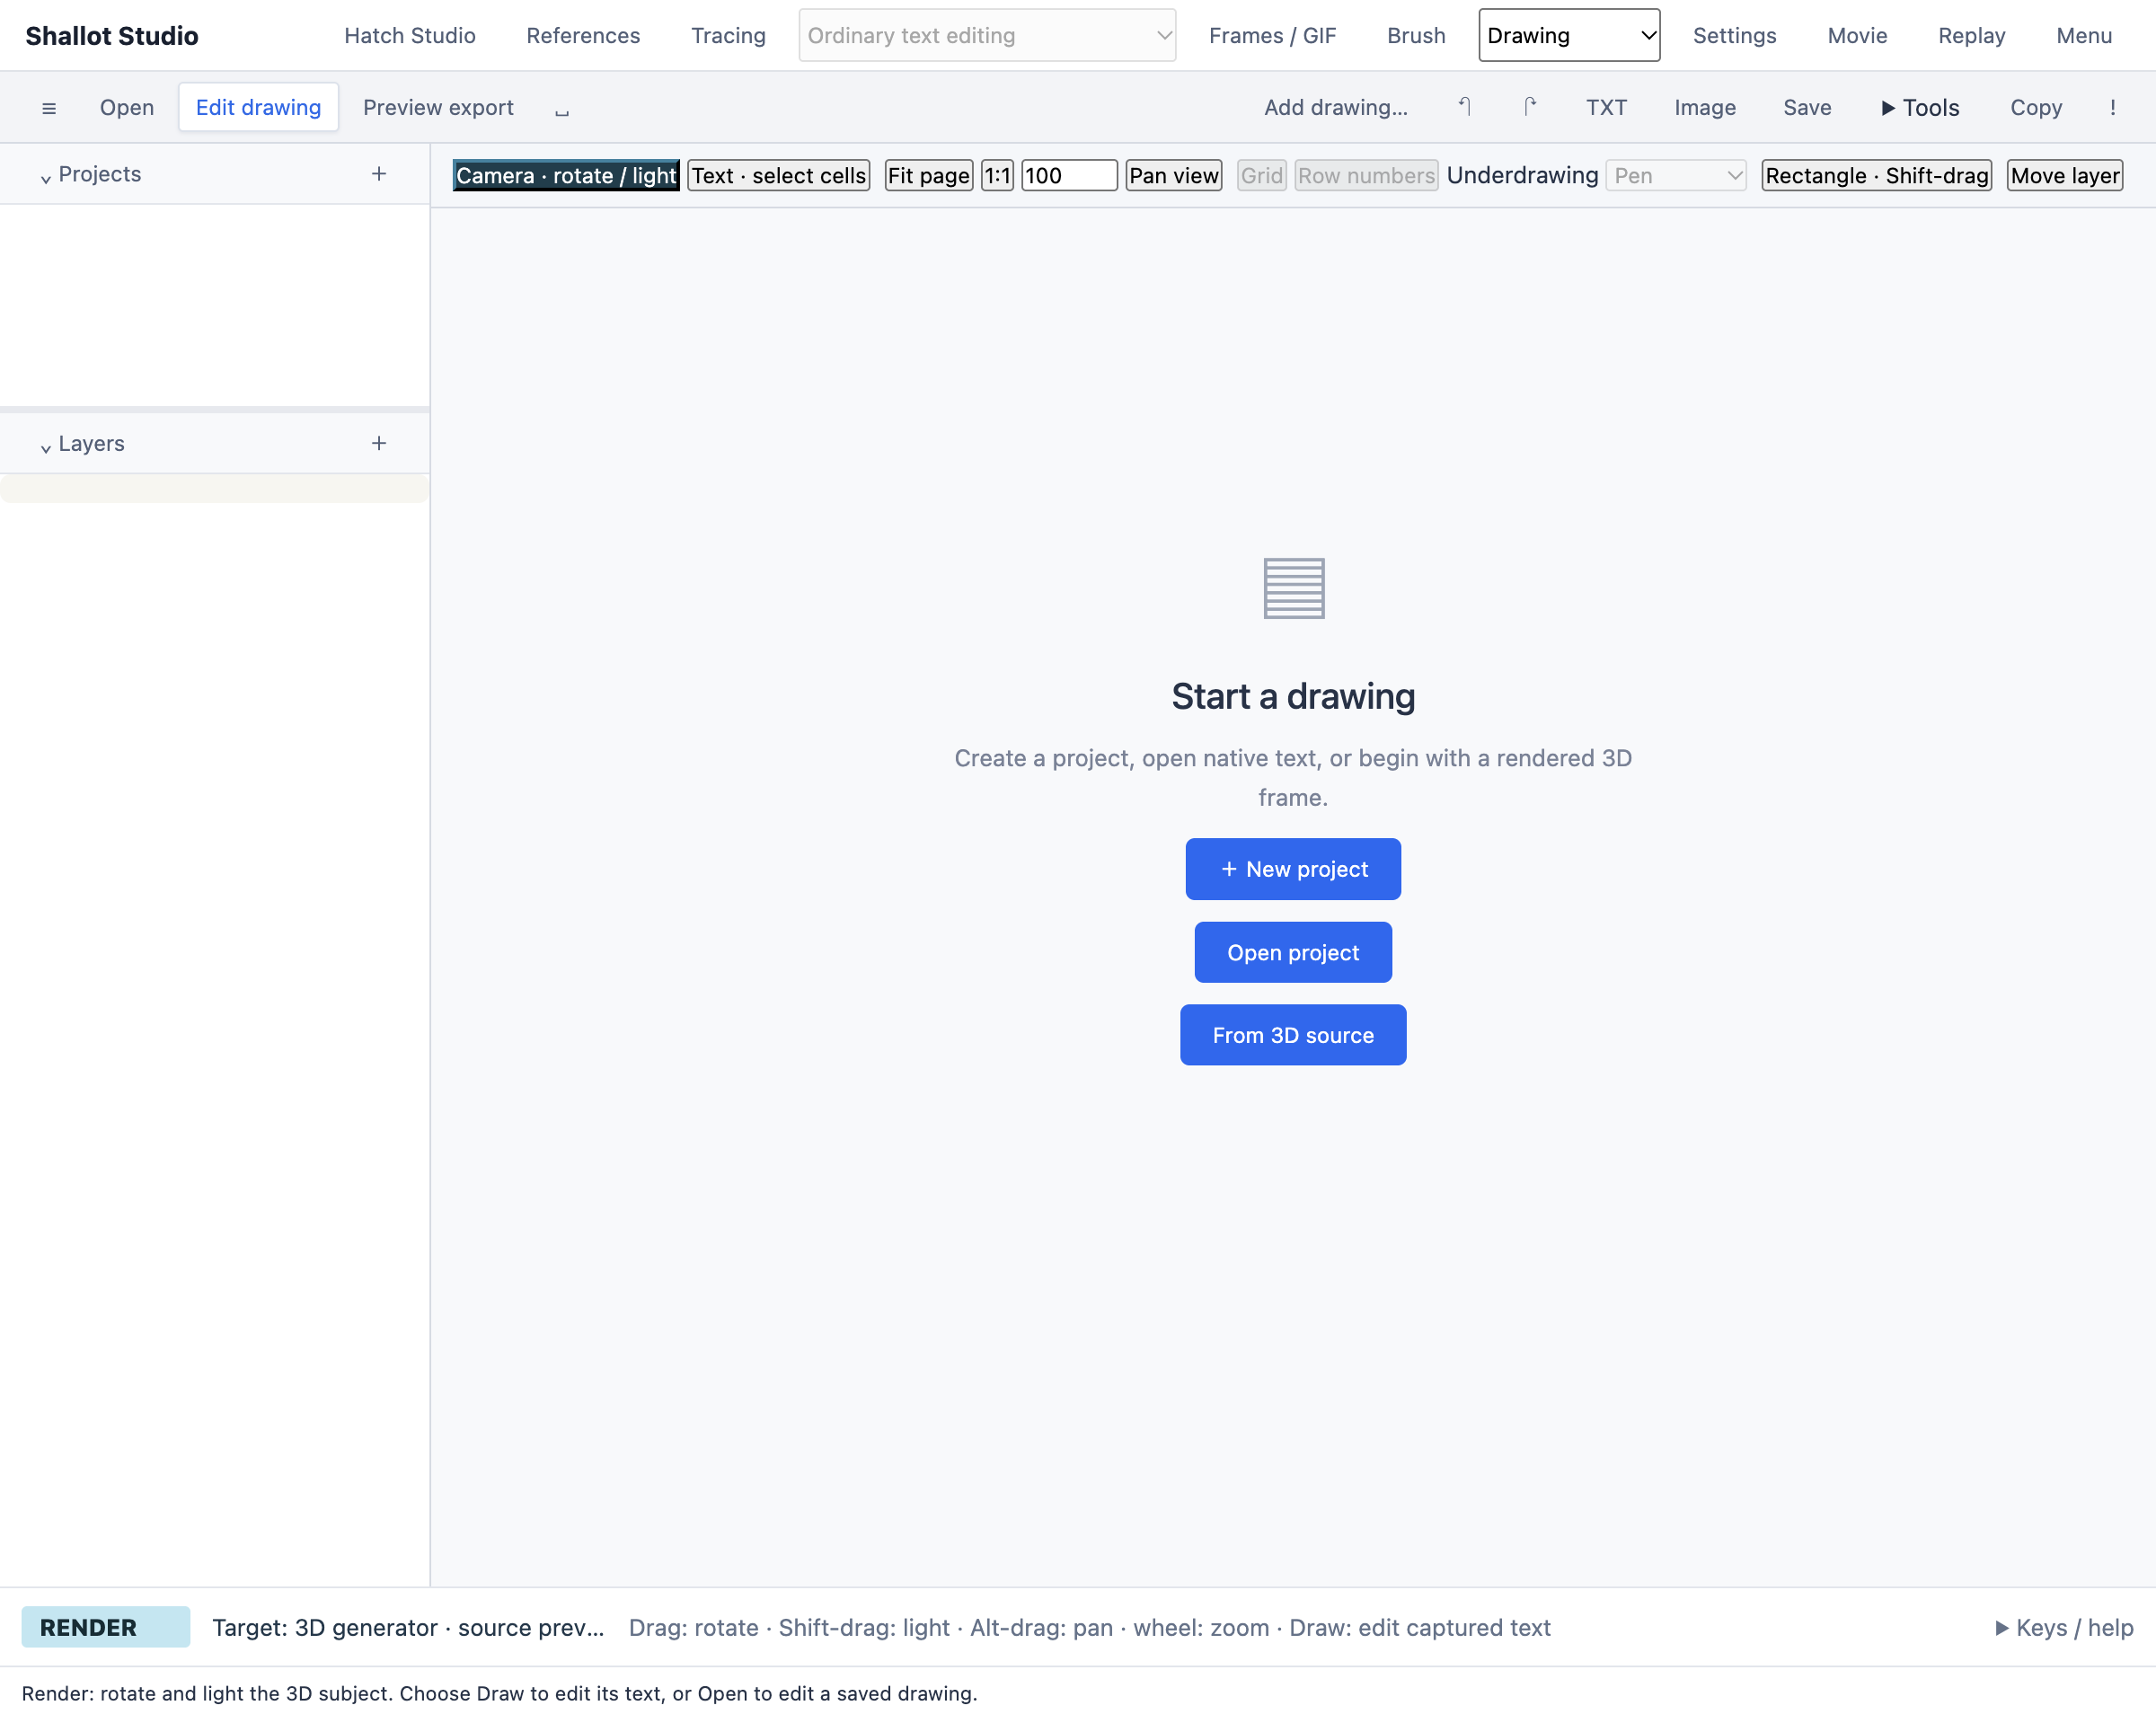 Shallot Studio Hatch Studio References Tracing Ordinary text editing Frames / GIF Brush Drawing Settings Movie Replay Menu
≡ Open Edit drawing Preview export ⎵ Add drawing... ↰ ↱ TXT Image Save ▶ Tools Copy !
Projects +
Camera · rotate / light Text · select cells Fit page 1:1 100 Pan view Grid Row numbers Underdrawing Pen Rectangle · Shift-drag Move layer
Layers +
Start a drawing
Create a project, open native text, or begin with a rendered 3D
frame.
+ New project
Open project
From 3D source
RENDER Target: 3D generator · source prev... Drag: rotate · Shift-drag: light · Alt-drag: pan · wheel: zoom · Draw: edit captured text ▶ Keys / help
Render: rotate and light the 3D subject. Choose Draw to edit its text, or Open to edit a saved drawing.